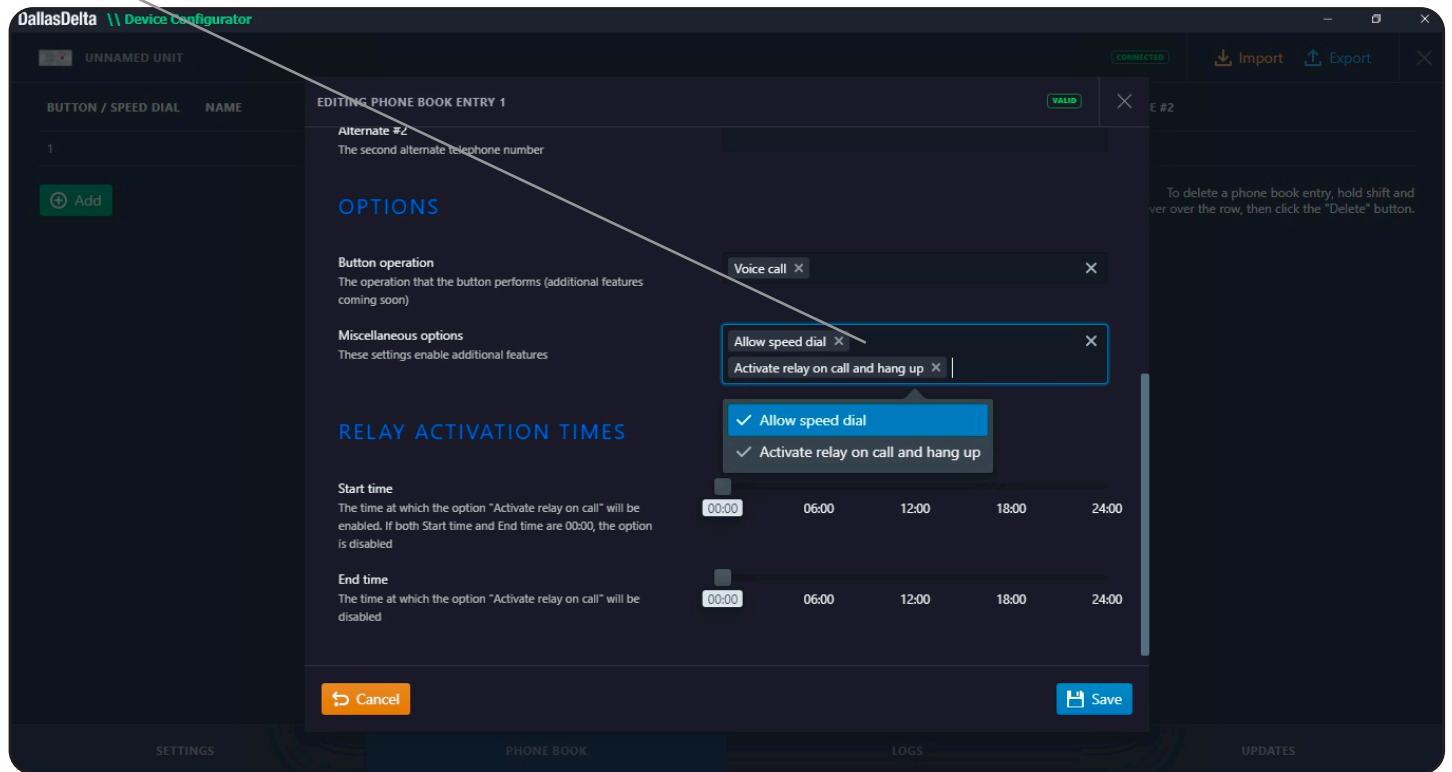 DallasDelta \\ Device Configurator
UNNAMED UNIT
CONNECTED
Import
Export
BUTTON / SPEED DIAL
NAME
E #2
1
Add
To delete a phone book entry, hold shift and
ver over the row, then click the "Delete" button.
EDITING PHONE BOOK ENTRY 1
VALID
Alternate #2
The second alternate telephone number
OPTIONS
Button operation
The operation that the button performs (additional features
coming soon)
Voice call
Miscellaneous options
These settings enable additional features
Allow speed dial
Activate relay on call and hang up
Allow speed dial
Activate relay on call and hang up
RELAY ACTIVATION TIMES
Start time
The time at which the option "Activate relay on call" will be
enabled. If both Start time and End time are 00:00, the option
is disabled
00:00 06:00 12:00 18:00 24:00
End time
The time at which the option "Activate relay on call" will be
disabled
00:00 06:00 12:00 18:00 24:00
Cancel
Save
SETTINGS
PHONE BOOK
LOGS
UPDATES